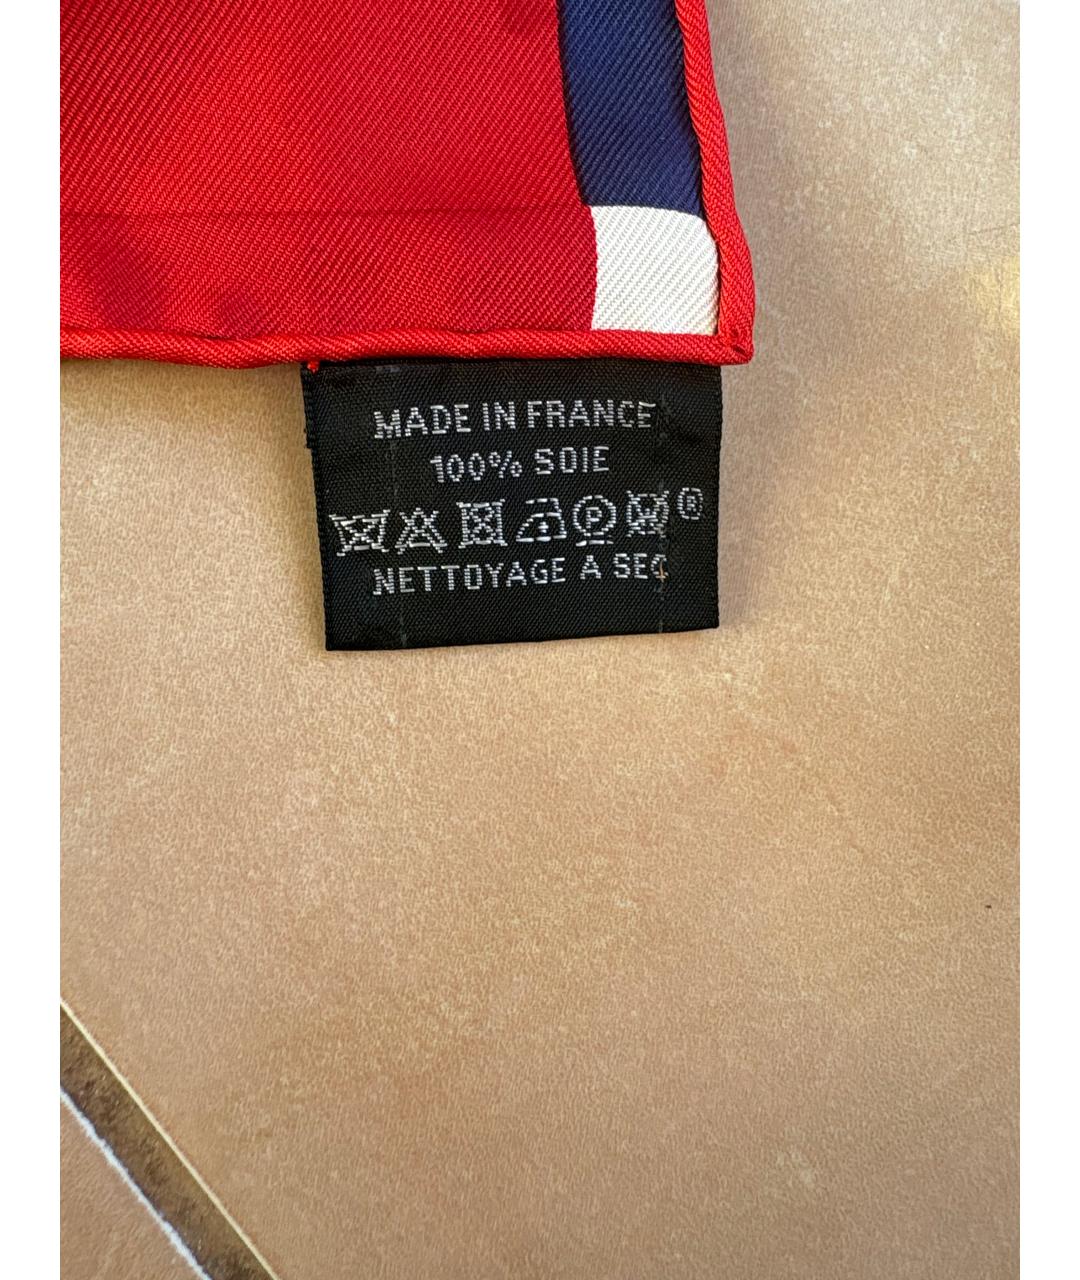 MADE IN FRANCE
100% SOIE
P ®
NETTOYAGE A SEC